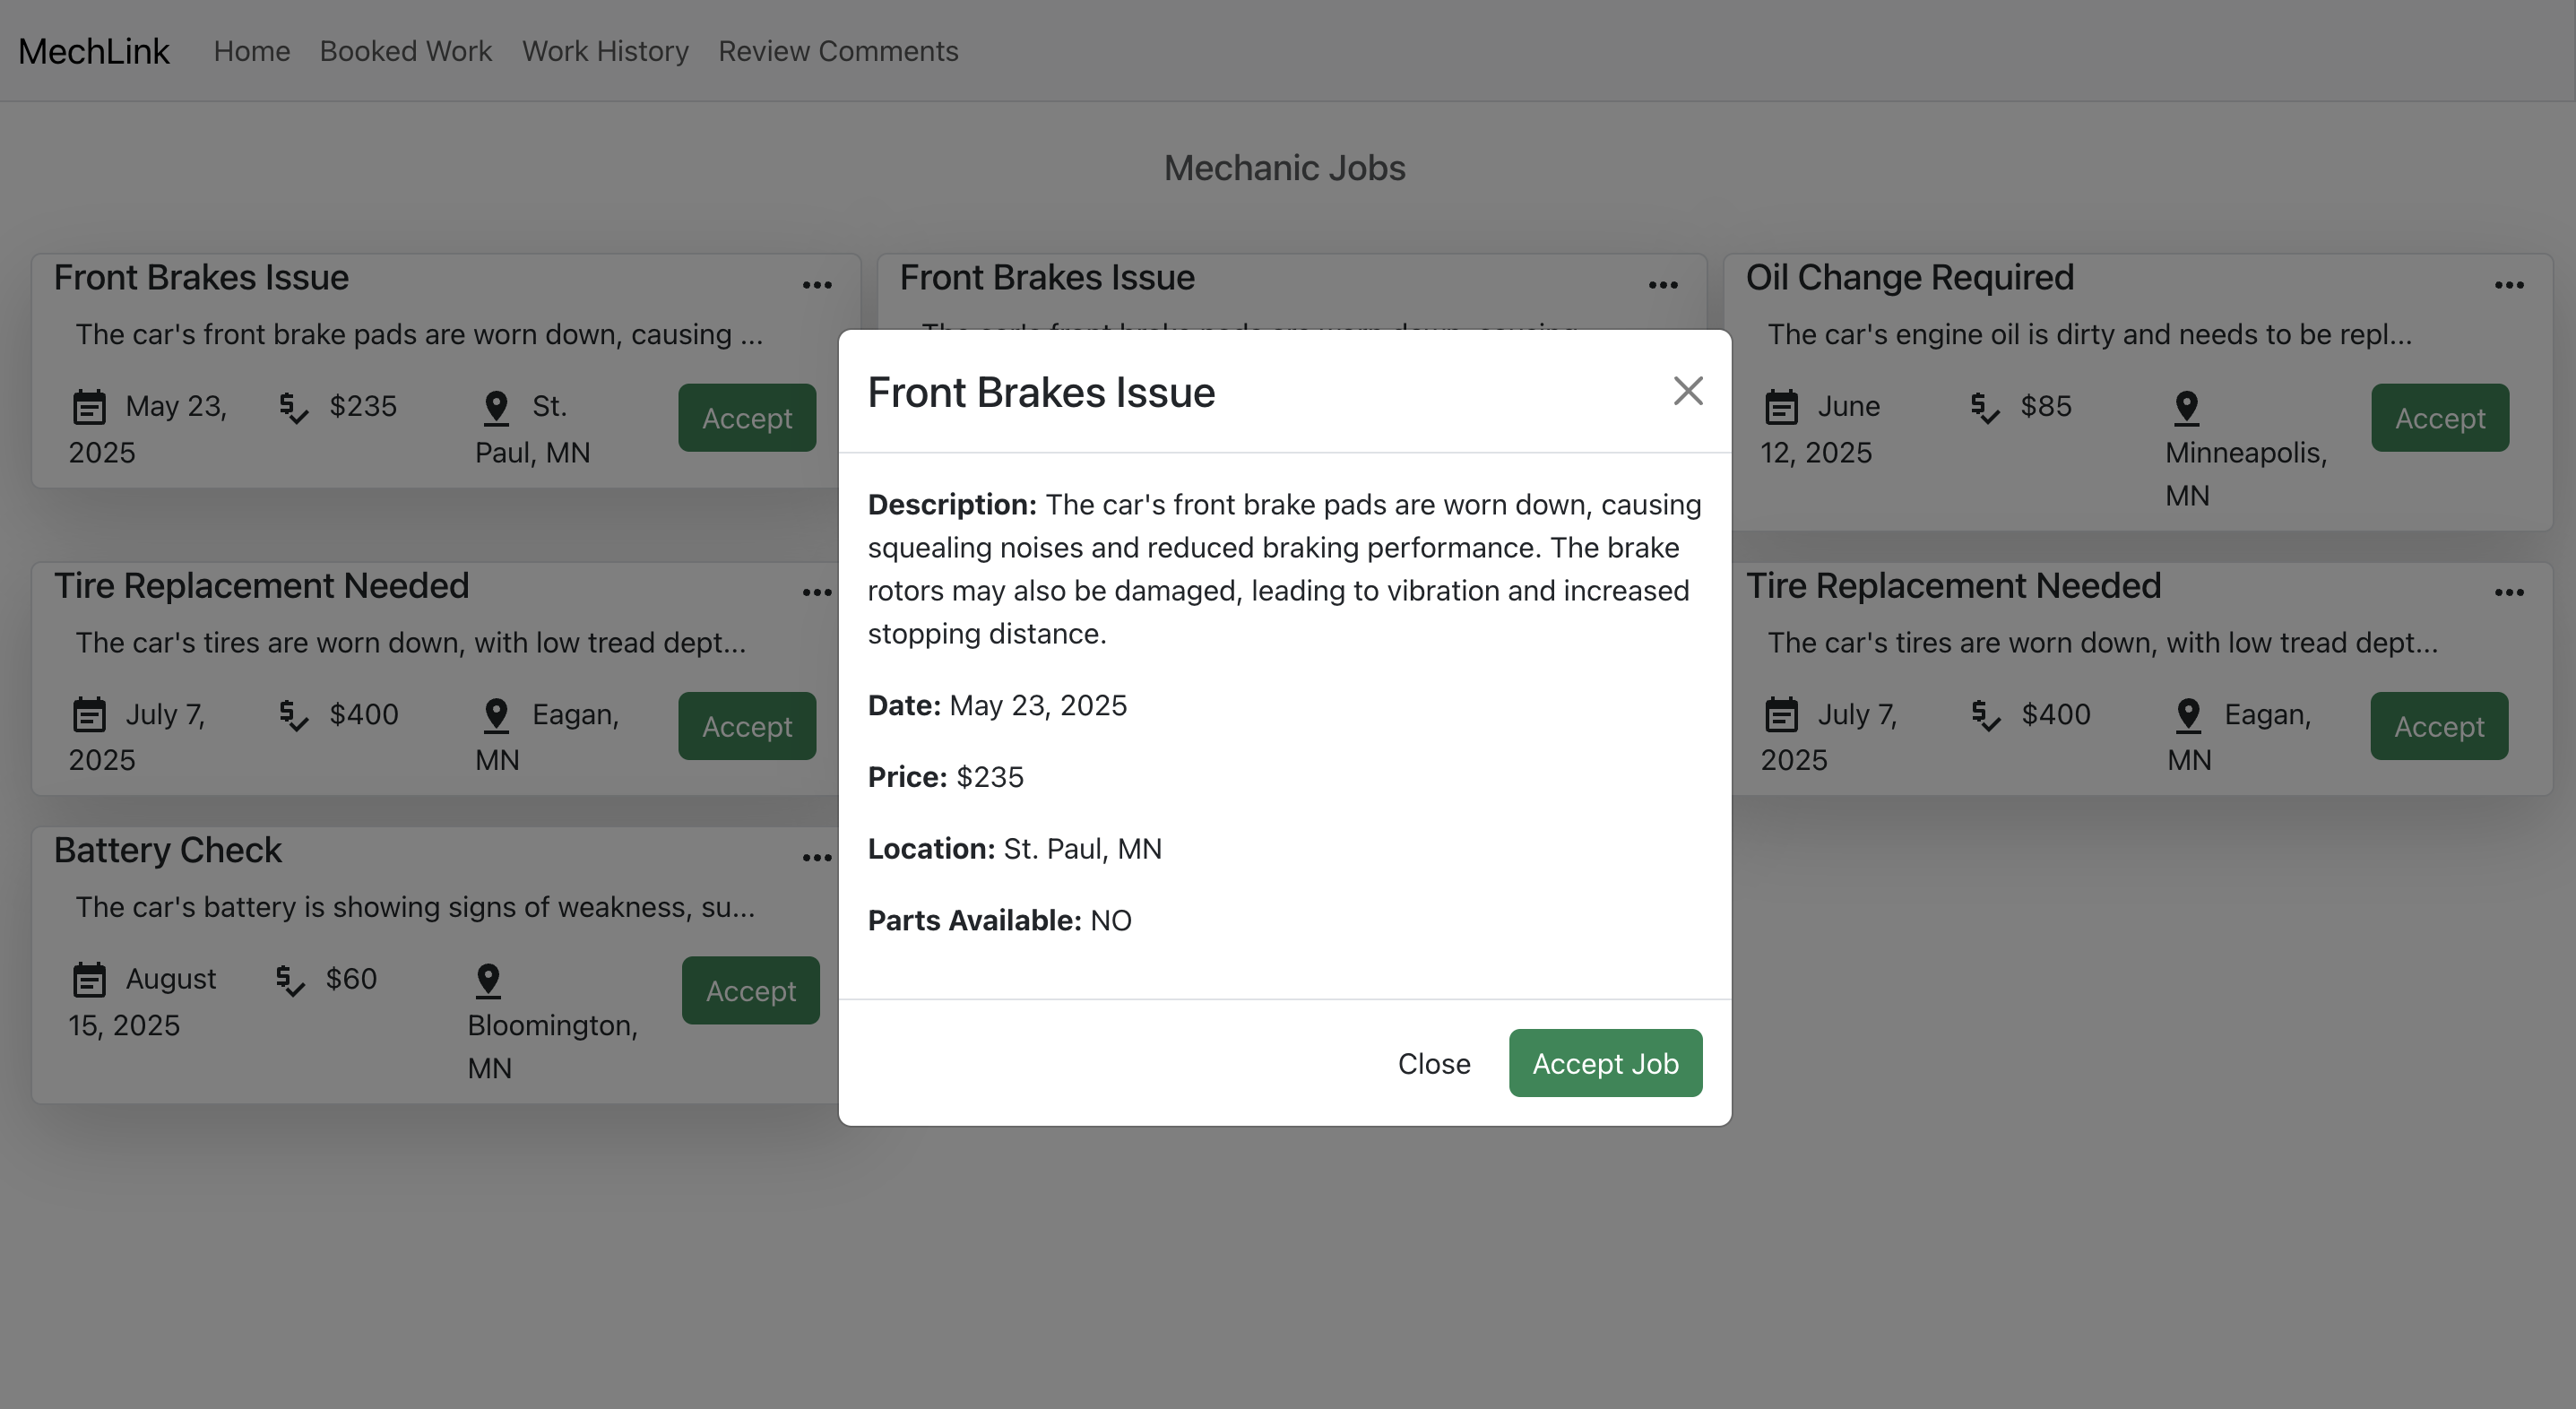 MechLink Home Booked Work Work History Review Comments
Mechanic Jobs
Front Brakes Issue
The car's front brake pads are worn down, causing ...
May 23, 2025
$235
St. Paul, MN
Accept
Front Brakes Issue
Oil Change Required
The car's engine oil is dirty and needs to be repl...
June 12, 2025
$85
Minneapolis, MN
Accept
Tire Replacement Needed
The car's tires are worn down, with low tread dept...
July 7, 2025
$400
Eagan, MN
Accept
Tire Replacement Needed
The car's tires are worn down, with low tread dept...
July 7, 2025
$400
Eagan, MN
Accept
Battery Check
The car's battery is showing signs of weakness, su...
August 15, 2025
$60
Bloomington, MN
Accept
Front Brakes Issue
Description: The car's front brake pads are worn down, causing
squealing noises and reduced braking performance. The brake
rotors may also be damaged, leading to vibration and increased
stopping distance.
Date: May 23, 2025
Price: $235
Location: St. Paul, MN
Parts Available: NO
Close
Accept Job